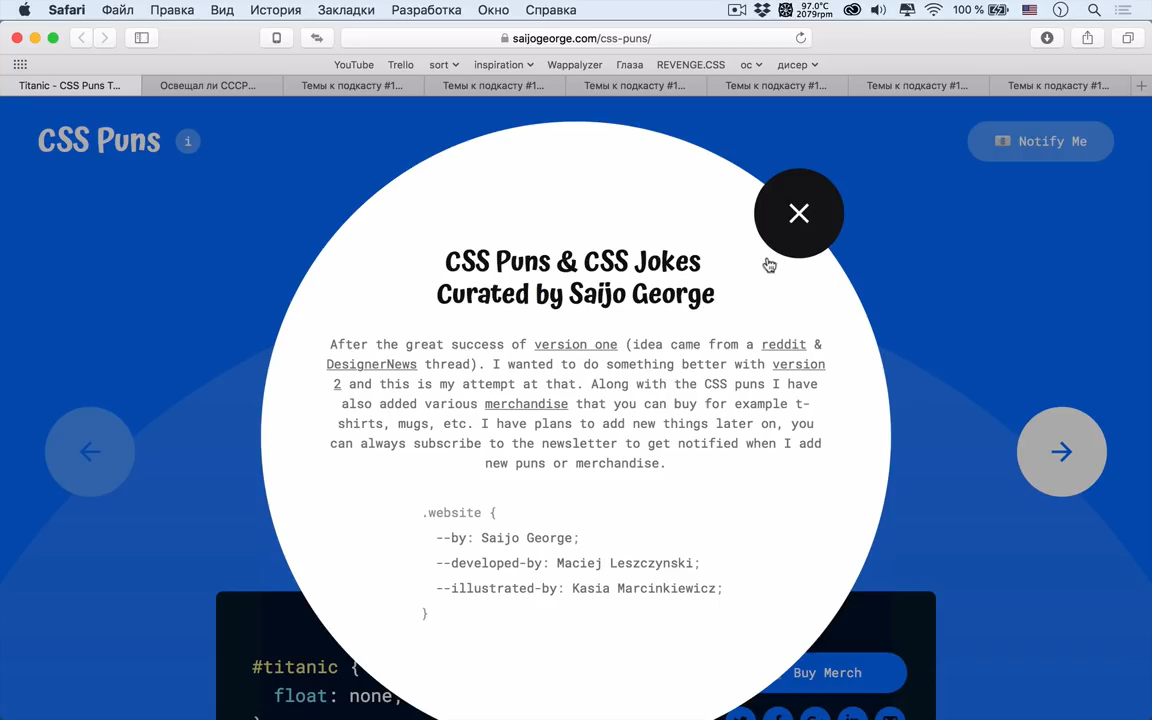 Safari Файл Правка Вид История Закладки Разработка Окно Справка 97.0°C 2079rpm 100 %
saijogeorge.com/css-puns/
YouTube Trello sort inspiration Wappalyzer Глаза REVENGE.CSS ос дисер
Titanic - CSS Puns T... Освещал ли СССР... Темы к подкасту #1... Темы к подкасту #1... Темы к подкасту #1... Темы к подкасту #1... Темы к подкасту #1... Темы к подкасту #1...
CSS Puns i Notify Me
CSS Puns & CSS Jokes
Curated by Saijo George
After the great success of version one (idea came from a reddit &
DesignerNews thread). I wanted to do something better with version
2 and this is my attempt at that. Along with the CSS puns I have
also added various merchandise that you can buy for example t-
shirts, mugs, etc. I have plans to add new things later on, you
can always subscribe to the newsletter to get notified when I add
new puns or merchandise.
.website {
--by: Saijo George;
--developed-by: Maciej Leszczynski;
--illustrated-by: Kasia Marcinkiewicz;
}
#titanic {
float: none;
Buy Merch